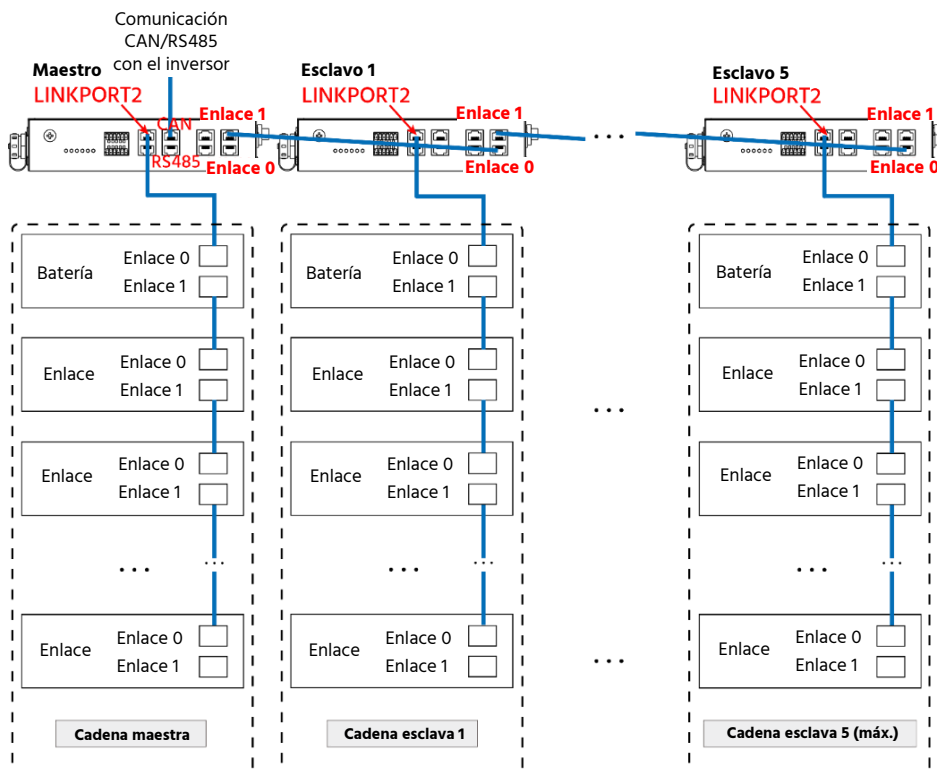 Comunicación
CAN/RS485
con el inversor
Maestro
LINKPORT2
CAN
RS485
Enlace 1
Enlace 0
Esclavo 1
LINKPORT2
Enlace 1
Enlace 0
...
Esclavo 5
LINKPORT2
Enlace 1
Enlace 0
Batería
Enlace 0
Enlace 1
Enlace
Enlace 0
Enlace 1
Enlace
Enlace 0
Enlace 1
...
...
Enlace
Enlace 0
Enlace 1
Cadena maestra
Batería
Enlace 0
Enlace 1
Enlace
Enlace 0
Enlace 1
Enlace
Enlace 0
Enlace 1
...
...
Enlace
Enlace 0
Enlace 1
Cadena esclava 1
...
...
Batería
Enlace 0
Enlace 1
Enlace
Enlace 0
Enlace 1
Enlace
Enlace 0
Enlace 1
...
...
Enlace
Enlace 0
Enlace 1
Cadena esclava 5 (máx.)